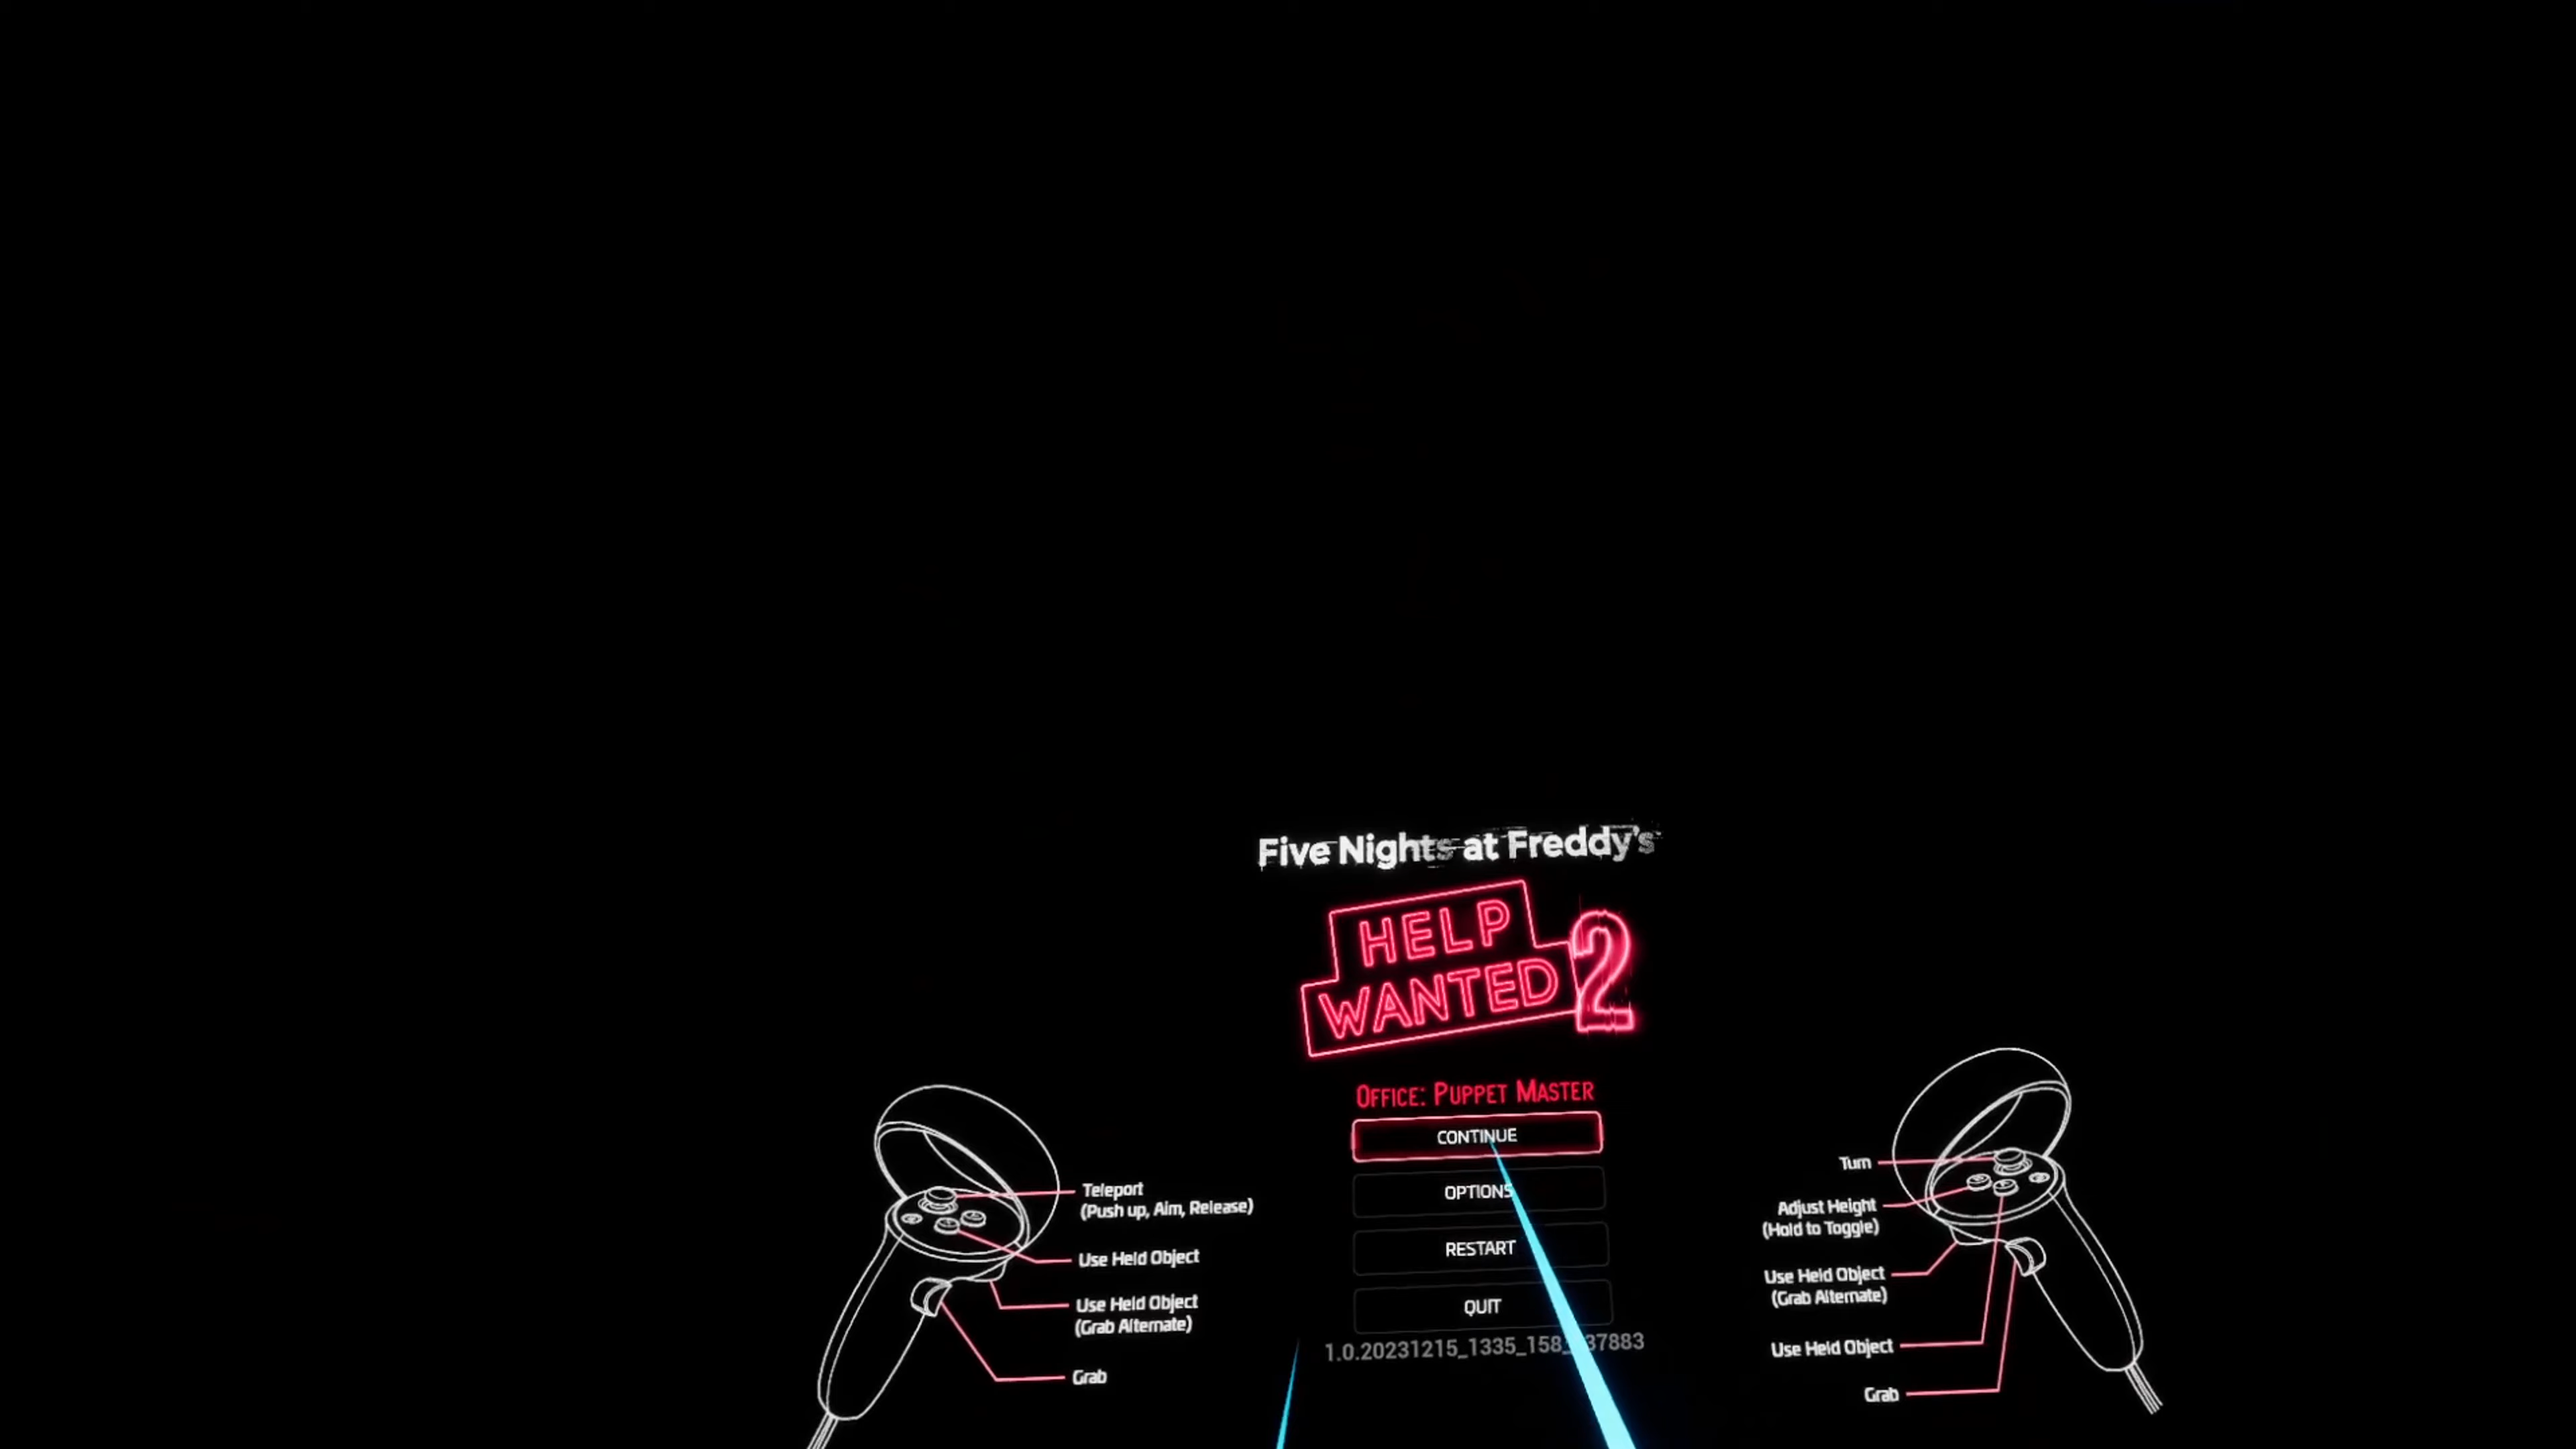 Five Nights at Freddy's
HELP
WANTED 2
OFFICE: PUPPET MASTER
CONTINUE
OPTIONS
RESTART
QUIT
Teleport
(Push up, Aim, Release)
Use Held Object
Use Held Object
(Grab Alternate)
Grab
Turn
Adjust Height
(Hold to Toggle)
Use Held Object
(Grab Alternate)
Use Held Object
Grab